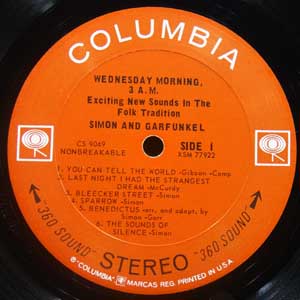 COLUMBIA
WEDNESDAY MORNING,
3 A.M.
Exciting New Sounds In The
Folk Tradition
SIMON AND GARFUNKEL
CS 9049
NONBREAKABLE
SIDE 1
XSM 77922
1. YOU CAN TELL THE WORLD -Gibson -Camp
2. LAST NIGHT I HAD THE STRANGEST
DREAM -McCurdy
3. BLEECKER STREET -Simon
4. SPARROW -Simon
5. BENEDICTUS -arr. and adapt. by
Simon -Garr
6. THE SOUNDS OF
SILENCE -Simon
"360 SOUND" STEREO "360 SOUND"
® "COLUMBIA", MARCAS REG. PRINTED IN U.S.A.